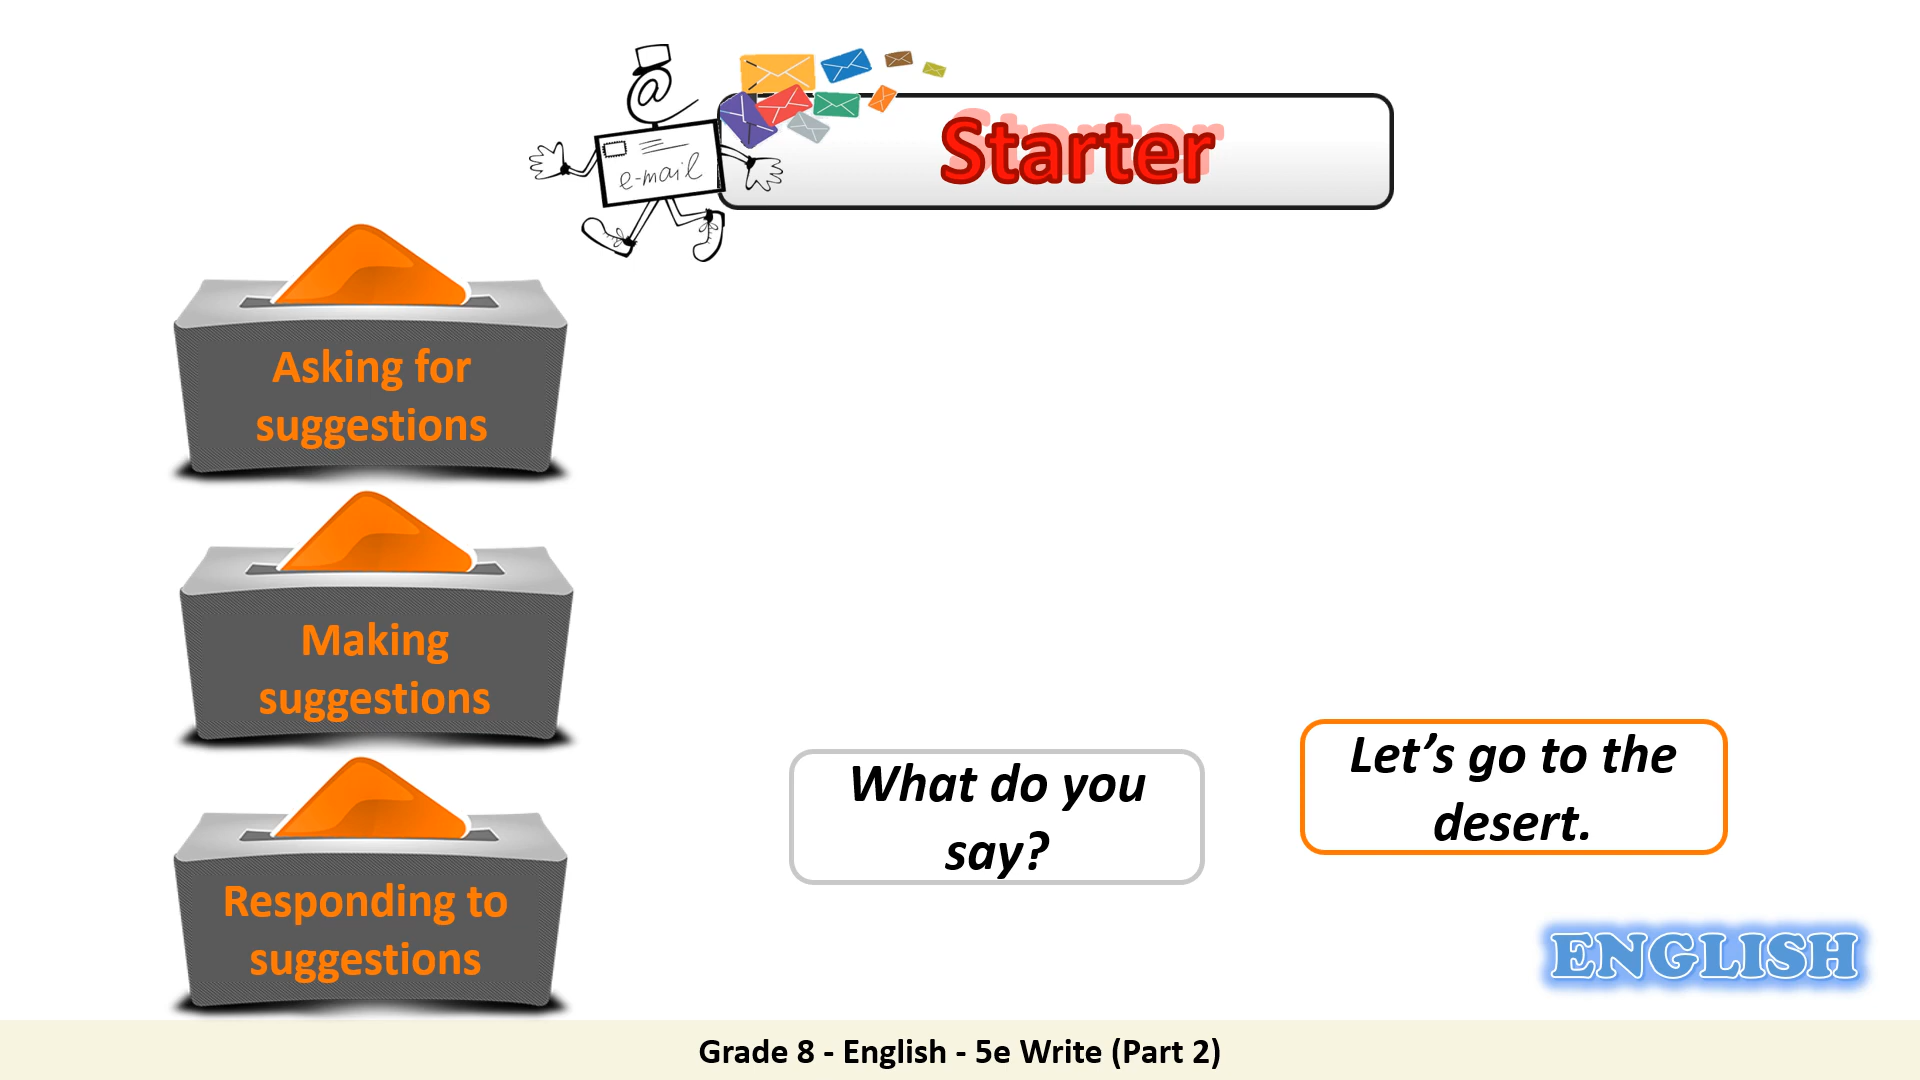 @
e-mail
Starter
Asking for
suggestions
Making
suggestions
Responding to
suggestions
What do you
say?
Let’s go to the
desert.
ENGLISH
Grade 8 - English - 5e Write (Part 2)